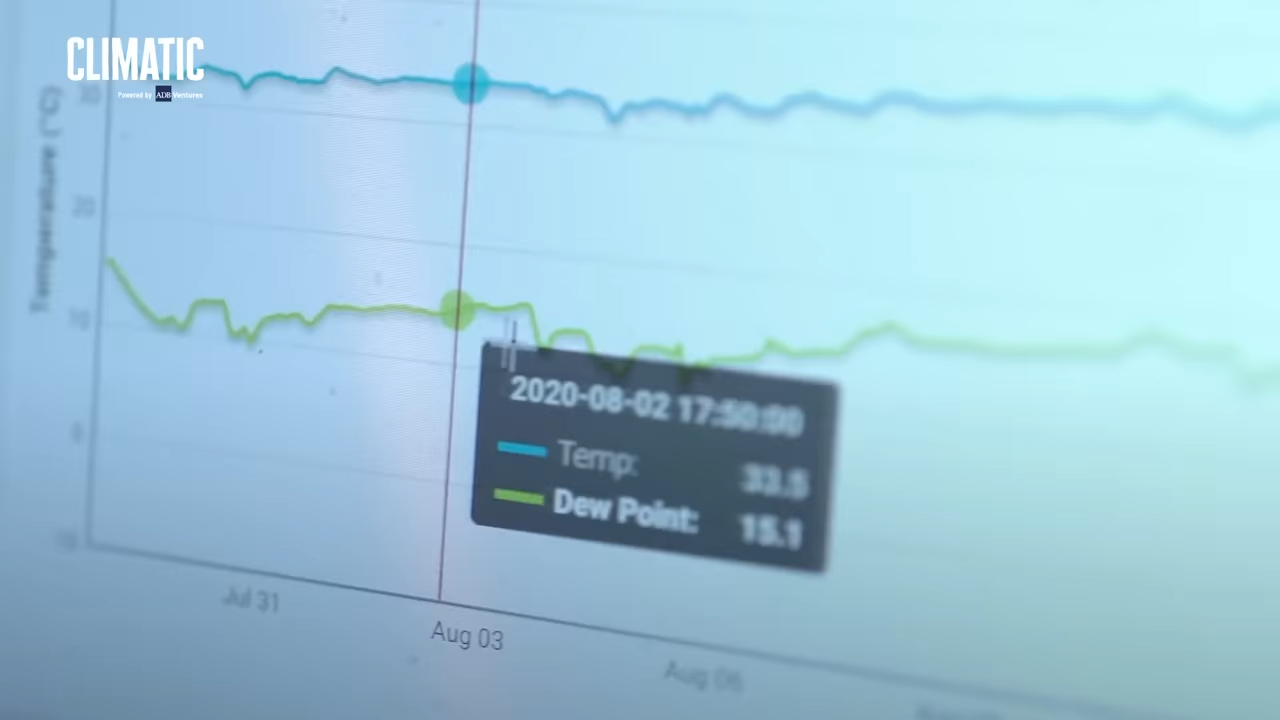 CLIMATIC
Powered by ADB Ventures
Temperature (°C)
30
20
10
0
2020-08-02 17:50:00
Temp: 33.5
Dew Point: 15.1
Jul 31
Aug 03
Aug 06